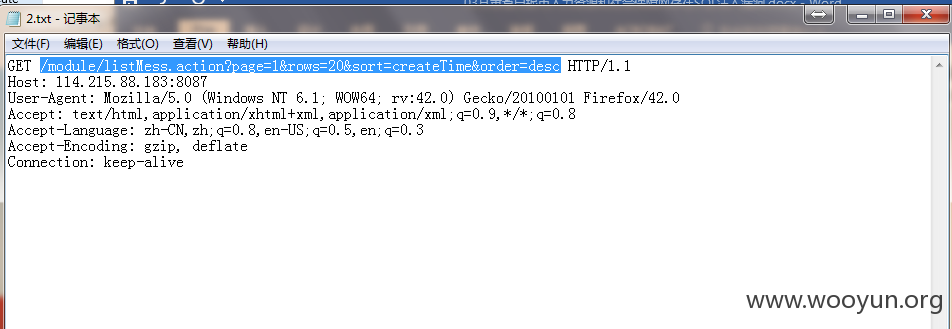 2.txt - 记事本
文件(F) 编辑(E) 格式(O) 查看(V) 帮助(H)
GET /module/listMess.action?page=1&rows=20&sort=createTime&order=desc HTTP/1.1
Host: 114.215.88.183:8087
User-Agent: Mozilla/5.0 (Windows NT 6.1; WOW64; rv:42.0) Gecko/20100101 Firefox/42.0
Accept: text/html,application/xhtml+xml,application/xml;q=0.9,*/*;q=0.8
Accept-Language: zh-CN,zh;q=0.8,en-US;q=0.5,en;q=0.3
Accept-Encoding: gzip, deflate
Connection: keep-alive
www.wooyun.org